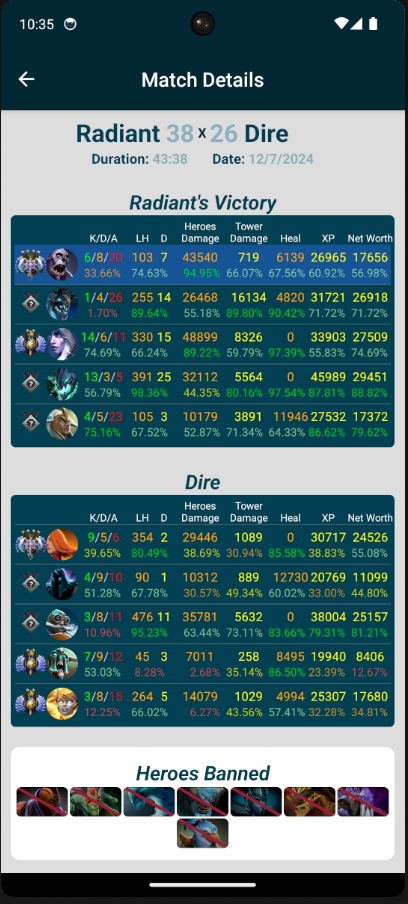 10:35
Match Details
Radiant 38 x 26 Dire
Duration: 43:38 Date: 12/7/2024
Radiant's Victory
K/D/A LH D Heroes Damage Tower Damage Heal XP Net Worth
6/8/20 103 7 43540 719 6139 26965 17656
33.66% 74.63% 94.95% 66.07% 67.56% 60.92% 56.98%
? 1/4/26 255 14 26468 16134 4820 31721 26918
1.70% 89.64% 55.18% 89.80% 90.42% 71.72% 71.72%
14/6/11 330 15 48899 8326 0 33903 27509
74.69% 66.24% 89.22% 59.79% 97.39% 55.83% 74.69%
? 13/3/5 391 25 32112 5564 0 45989 29451
56.79% 98.36% 44.35% 80.16% 97.54% 87.81% 88.82%
? 4/5/23 105 3 10179 3891 11946 27532 17372
75.16% 67.52% 52.87% 71.34% 64.33% 86.62% 79.62%
Dire
K/D/A LH D Heroes Damage Tower Damage Heal XP Net Worth
9/5/6 354 2 29446 1089 0 30717 24526
39.65% 80.49% 38.69% 30.94% 85.58% 38.83% 55.08%
? 4/9/10 90 1 10312 889 12730 20769 11099
51.28% 67.78% 30.57% 49.34% 60.02% 33.00% 44.80%
? 3/8/11 476 11 35781 5632 0 38004 25157
10.96% 95.23% 63.44% 73.11% 83.66% 79.31% 81.21%
7/9/12 45 3 7011 258 8495 19940 8406
53.03% 8.28% 2.68% 35.14% 86.50% 23.39% 12.67%
3/8/15 264 5 14079 1029 4994 25307 17680
12.25% 66.02% 6.27% 43.56% 57.41% 32.28% 34.81%
Heroes Banned